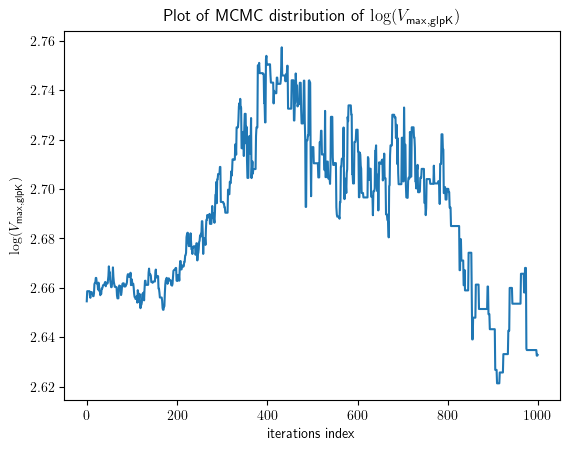 Plot of MCMC distribution of log(V_max,glpK)
log(V_max,glpK)
2.76
2.74
2.72
2.70
2.68
2.66
2.64
2.62
0 200 400 600 800 1000
iterations index